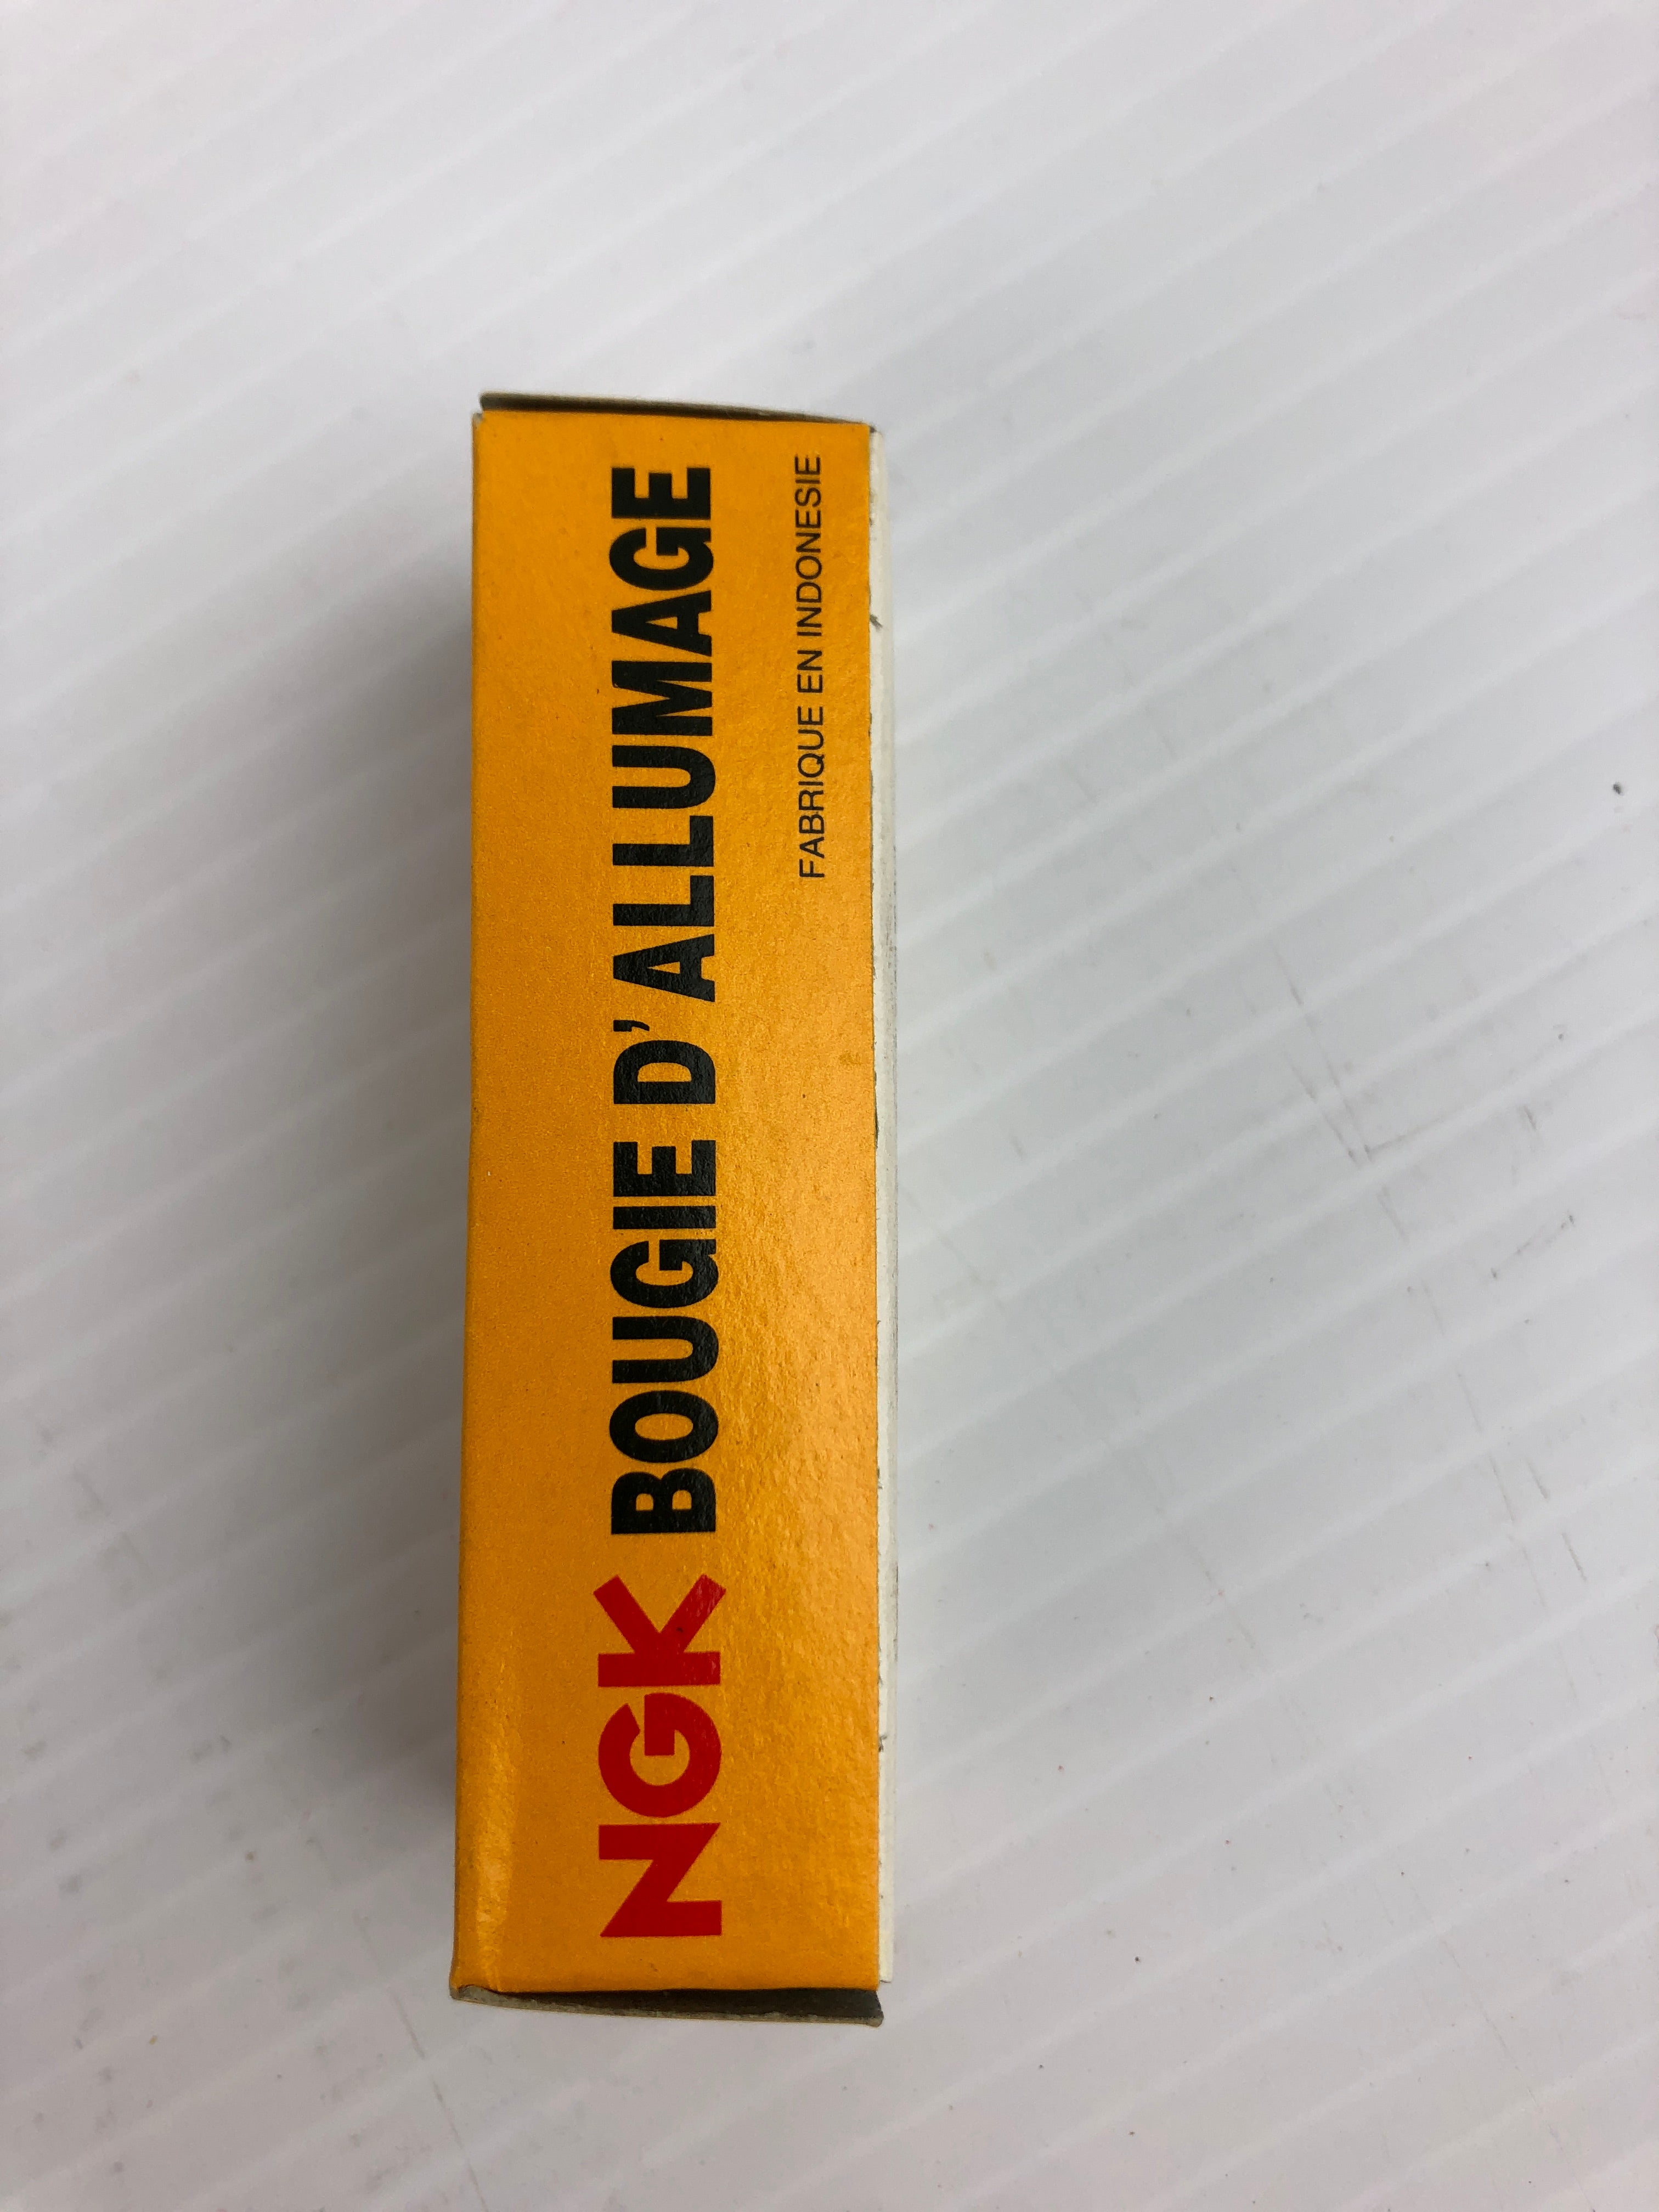 NGK BOUGIE D'ALLUMAGE
FABRIQUE EN INDONESIE